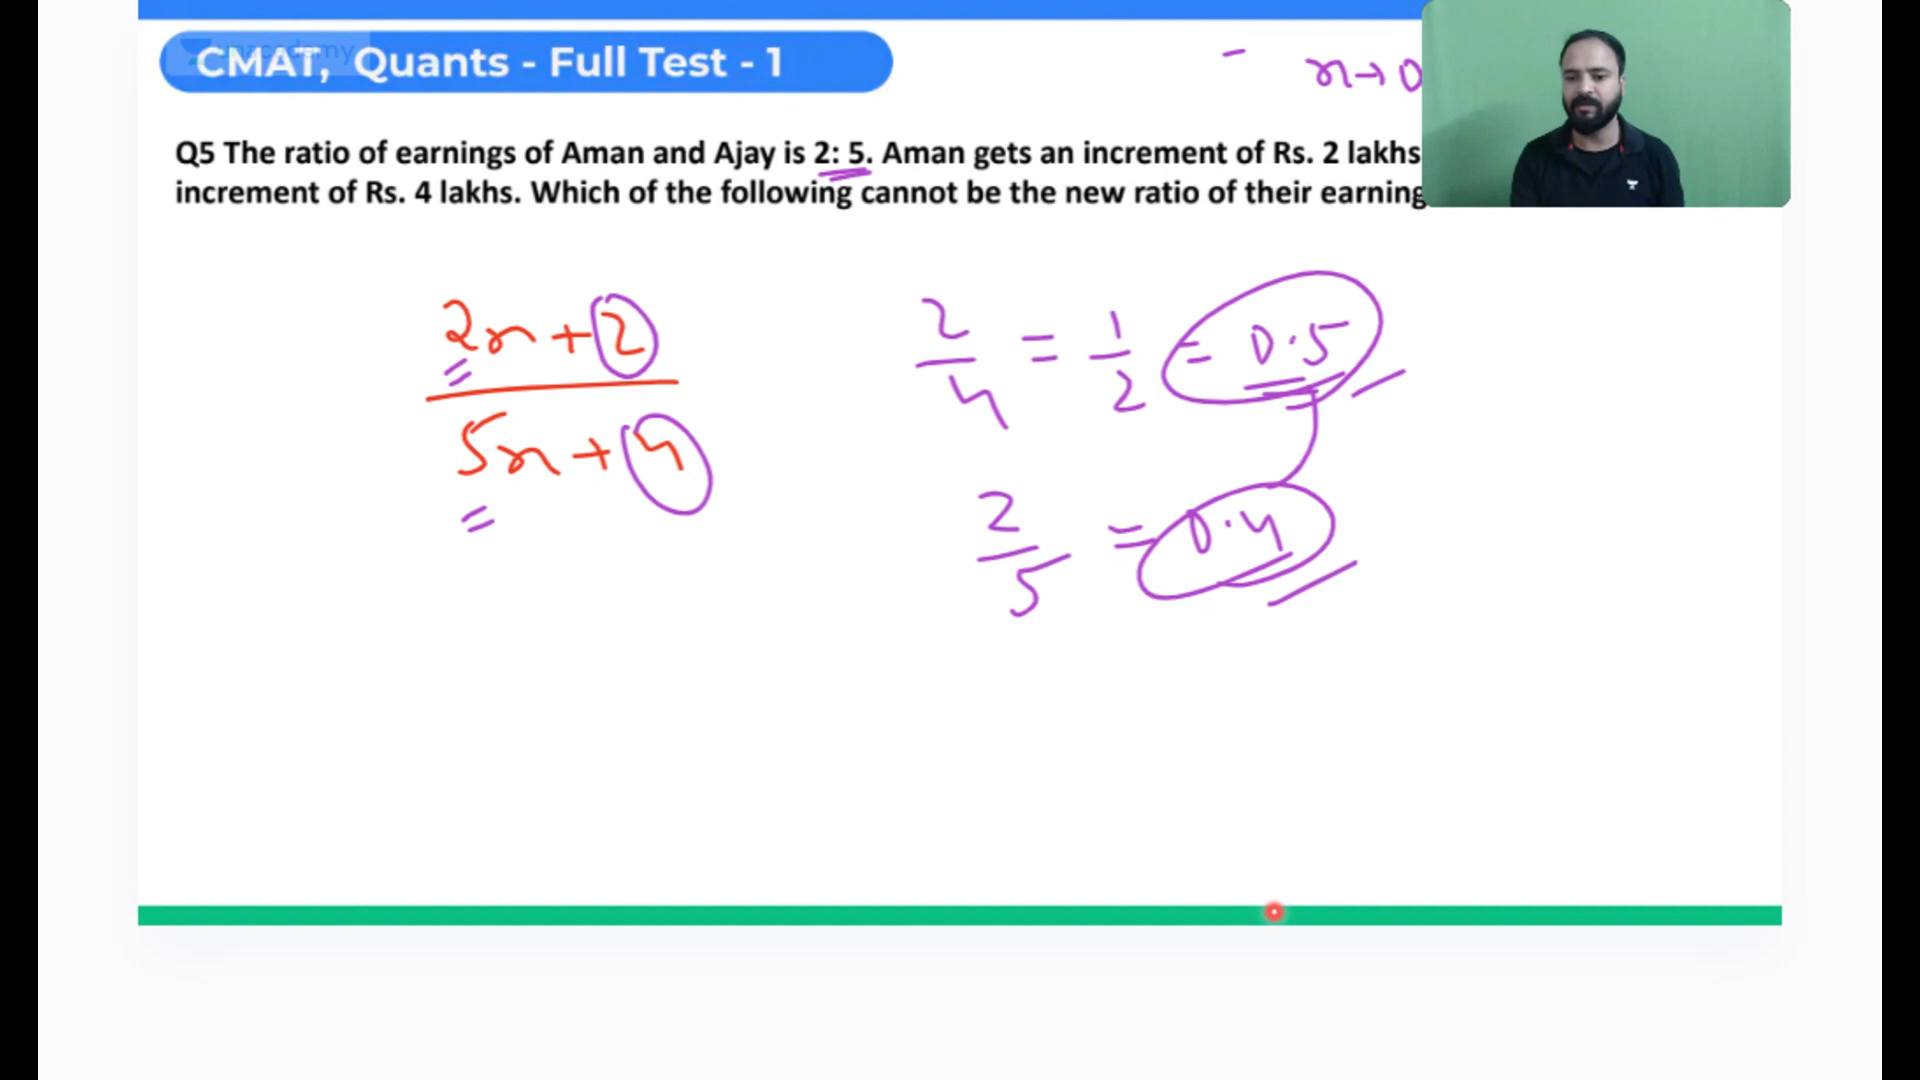 CMAT, Quants - Full Test - 1
n→0
Q5 The ratio of earnings of Aman and Ajay is 2: 5. Aman gets an increment of Rs. 2 lakhs
increment of Rs. 4 lakhs. Which of the following cannot be the new ratio of their earning
2n+2
5n+4
=
2/4 = 1/2 = 0.5
2/5 = 0.4